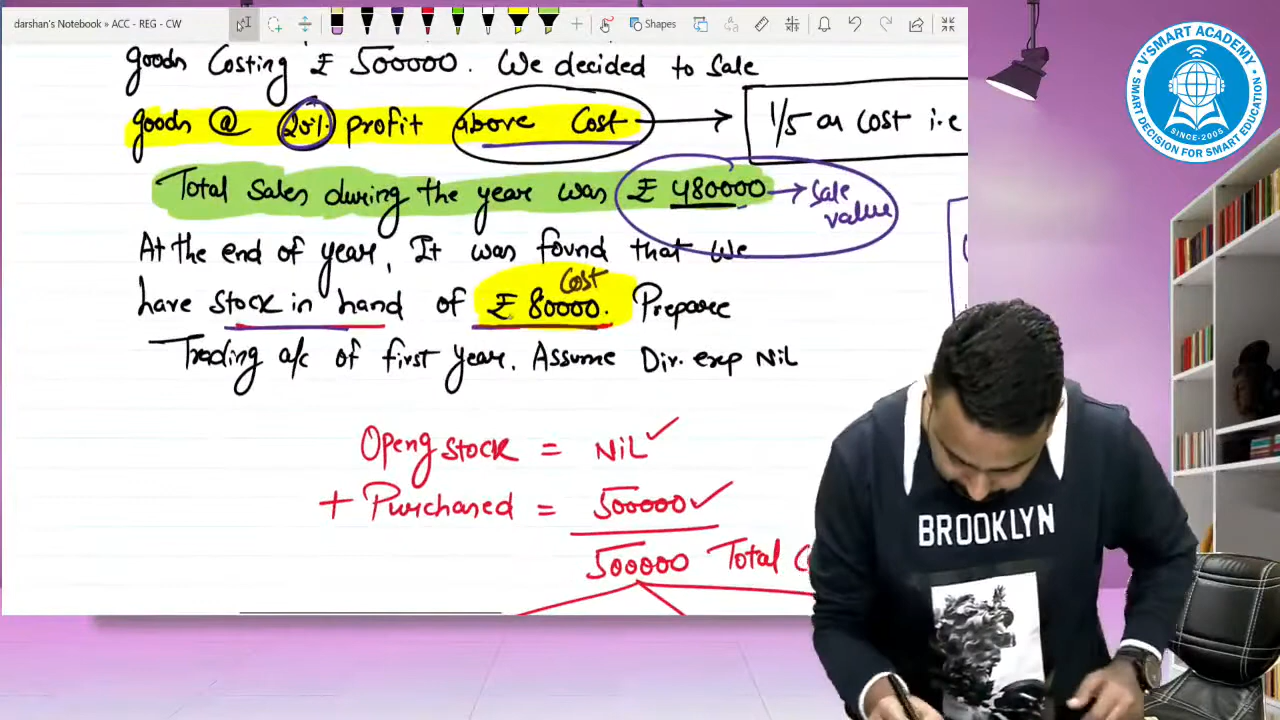 darshan's Notebook » ACC - REG - CW
Shapes
goods Costing ₹ 500000. We decided to Sale
goods @ 20% profit above Cost → 1/5 on cost i.e
Total Sales during the year was ₹ 480000 → Sale value
At the end of year, It was found that We
Cost
have stock in hand of ₹ 80000. Prepare
Trading a/c of first year. Assume Dir. exp NiL
Openg stock = NiL ✓
+ Purchased = 500000 ✓
500000 Total
V'SMART ACADEMY
SMART DECISION FOR SMART EDUCATION
SINCE-2005
BROOKLYN